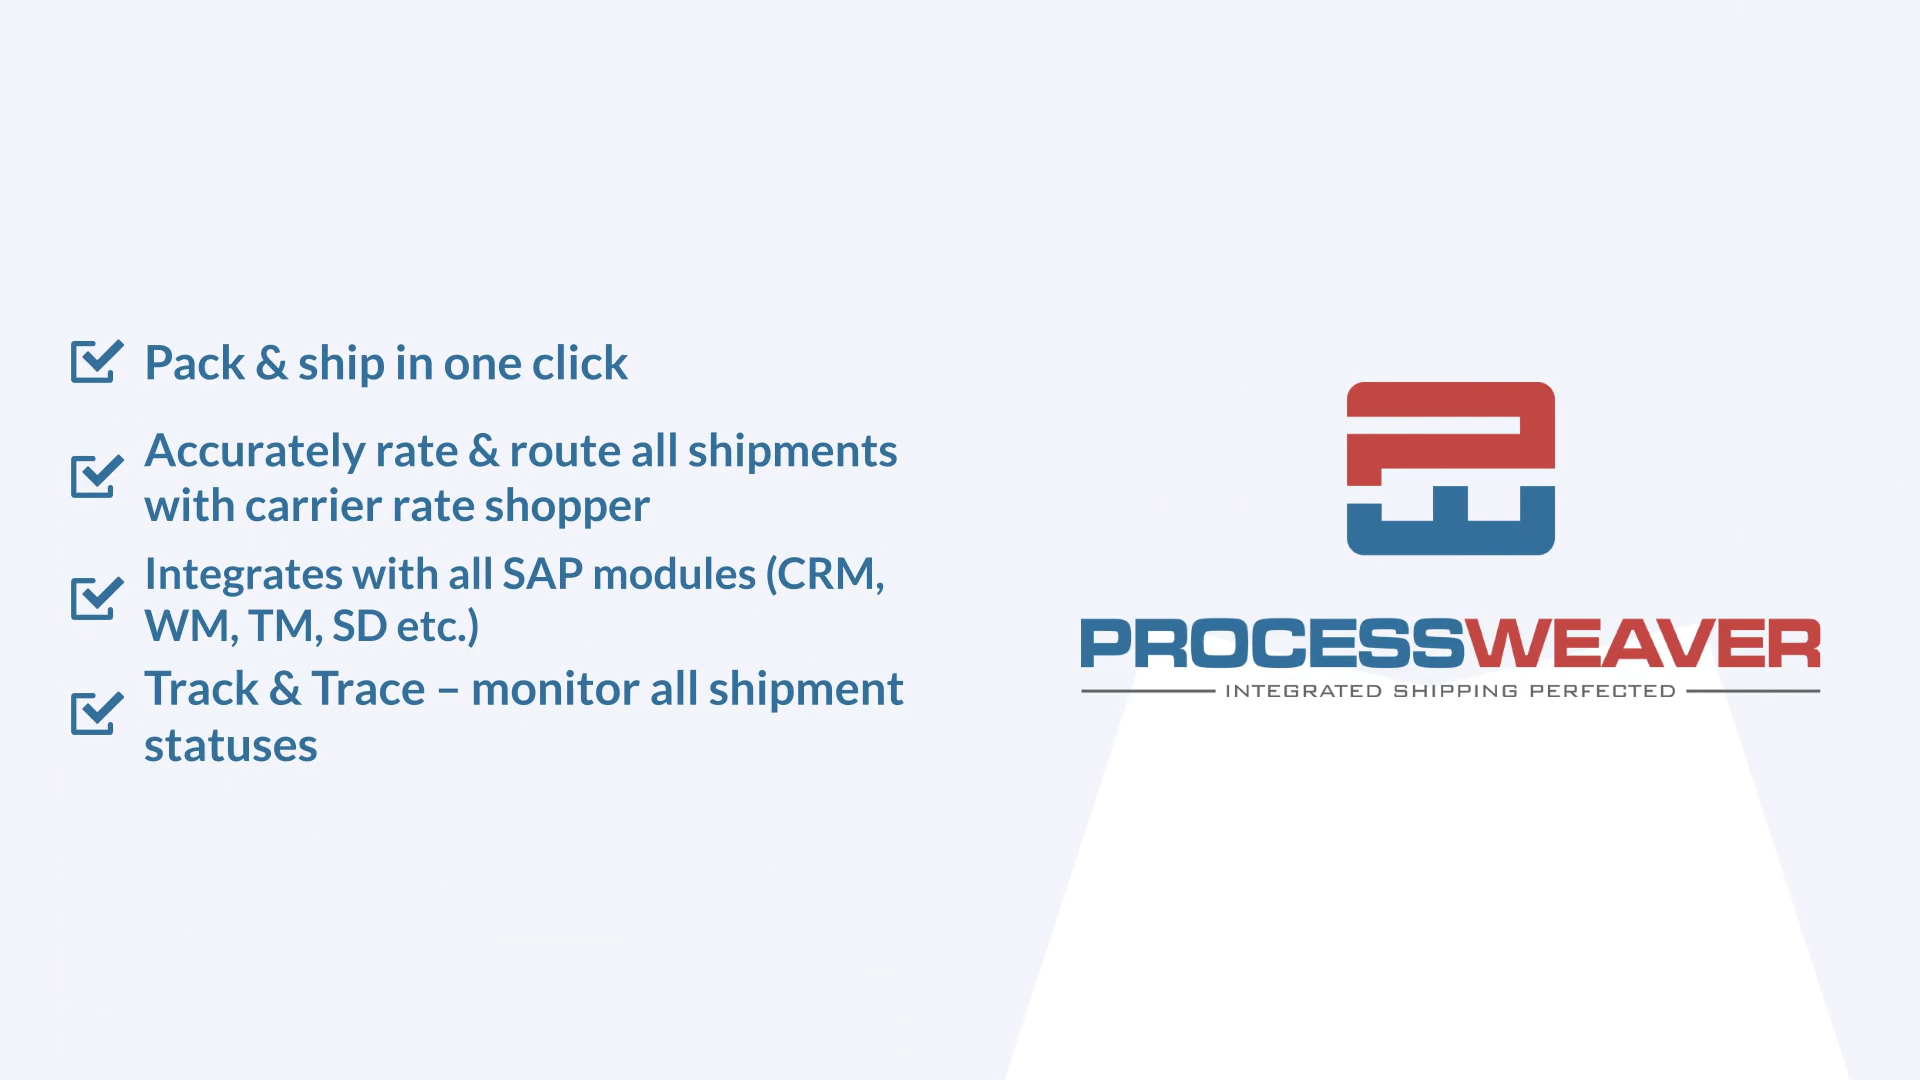 Pack & ship in one click
Accurately rate & route all shipments
with carrier rate shopper
Integrates with all SAP modules (CRM,
WM, TM, SD etc.)
Track & Trace – monitor all shipment
statuses
PROCESSWEAVER
INTEGRATED SHIPPING PERFECTED